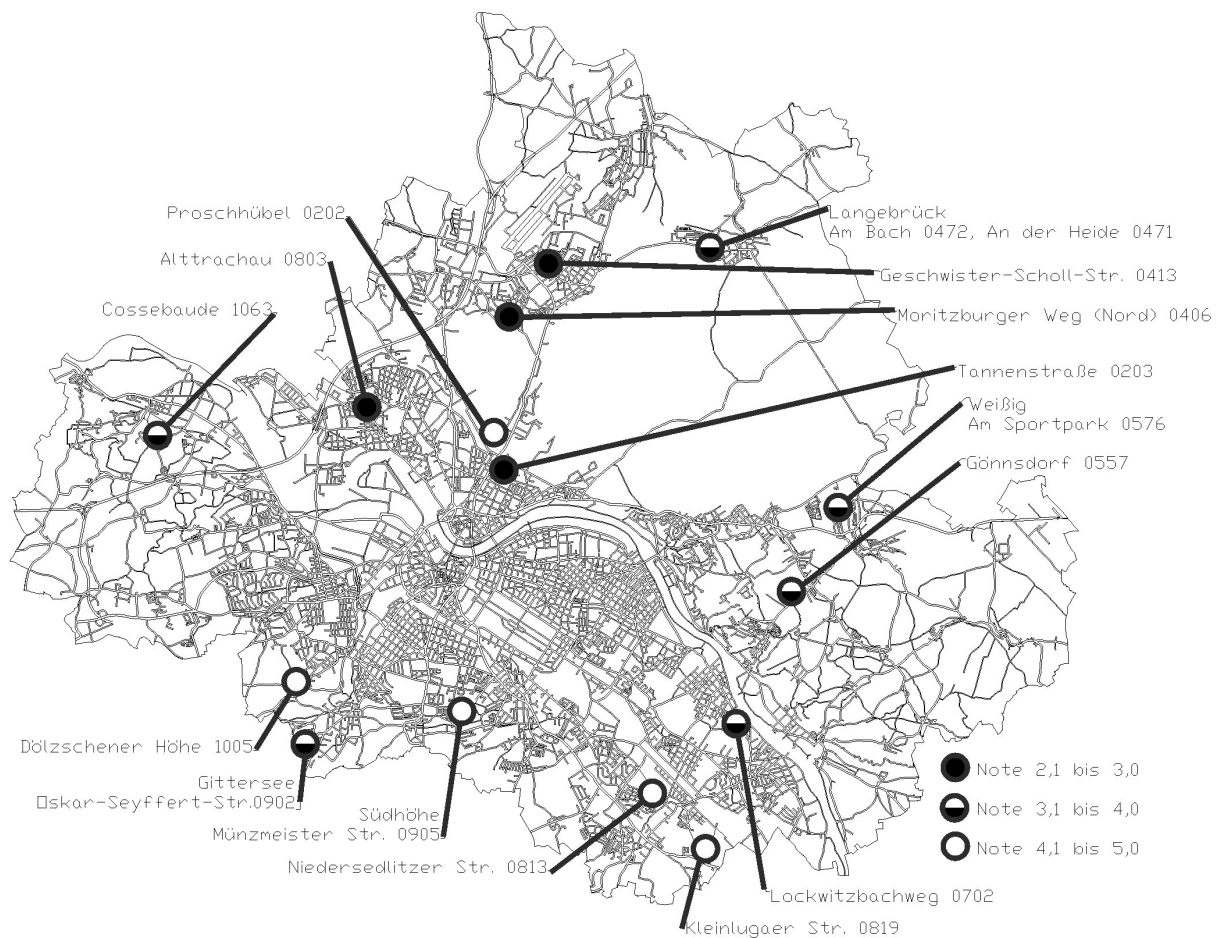 Proschhübel 0202
Alttrachau 0803
Cossebaude 1063
Langebrück
Am Bach 0472, An der Heide 0471
Geschwister-Scholl-Str. 0413
Moritzburger Weg (Nord) 0406
Tannenstraße 0203
Weißig
Am Sportpark 0576
Gönnsdorf 0557
Dölzschener Höhe 1005
Gittersee
Oskar-Seyffert-Str.0902
Südhöhe
Münzmeister Str. 0905
Niedersedlitzer Str. 0813
Lockwitzbachweg 0702
Kleinlugaer Str. 0819
Note 2,1 bis 3,0
Note 3,1 bis 4,0
Note 4,1 bis 5,0